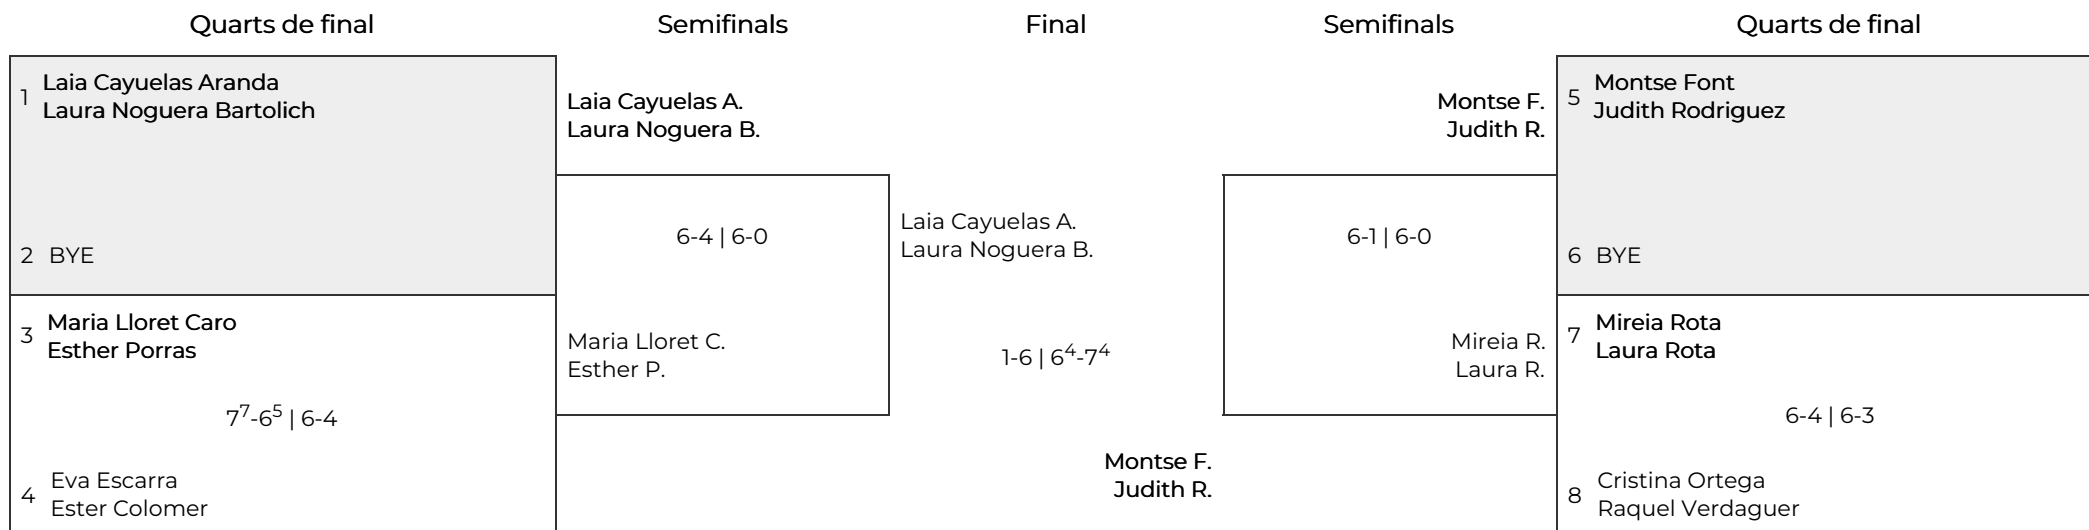 Quarts de final
Semifinals
Final
Semifinals
Quarts de final
1 Laia Cayuelas Aranda
Laura Noguera Bartolich
2 BYE
3 Maria Lloret Caro
Esther Porras
7⁷-6⁵ | 6-4
4 Eva Escarra
Ester Colomer
Laia Cayuelas A.
Laura Noguera B.
6-4 | 6-0
Maria Lloret C.
Esther P.
Laia Cayuelas A.
Laura Noguera B.
1-6 | 6⁴-7⁴
Montse F.
Judith R.
Montse F.
Judith R.
6-1 | 6-0
Mireia R.
Laura R.
5 Montse Font
Judith Rodriguez
6 BYE
7 Mireia Rota
Laura Rota
6-4 | 6-3
8 Cristina Ortega
Raquel Verdaguer